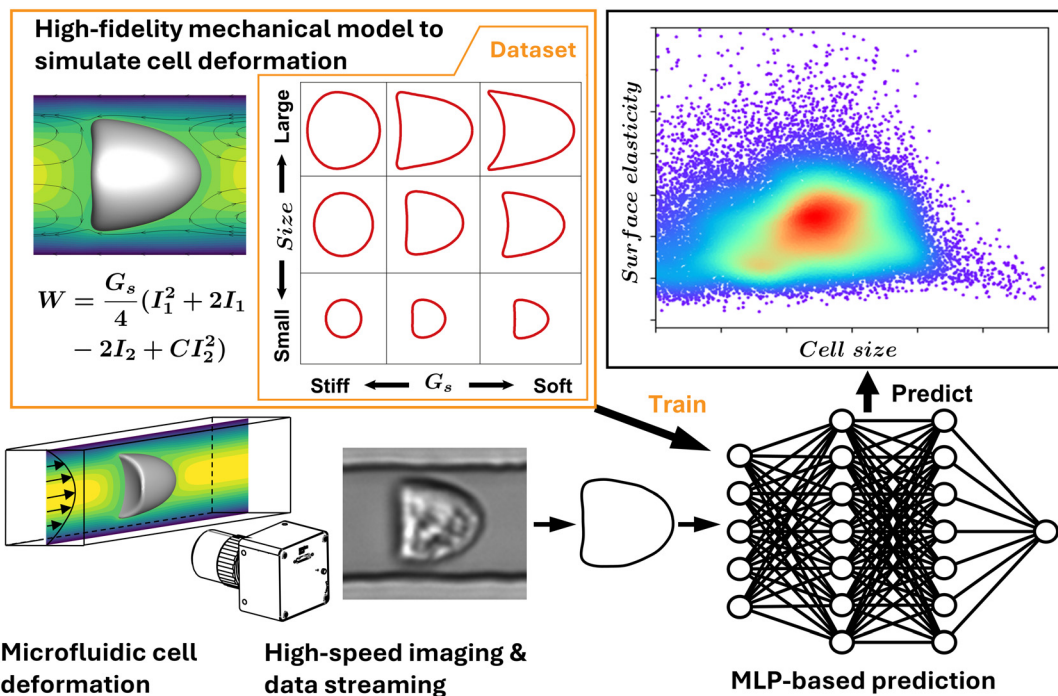 High-fidelity mechanical model to
simulate cell deformation
Dataset
Large
Size
Small
Stiff
G_s
Soft
W = \frac{G_s}{4}(I_1^2 + 2I_1
- 2I_2 + CI_2^2)
Surface elasticity
Cell size
Train
Predict
Microfluidic cell
deformation
High-speed imaging &
data streaming
MLP-based prediction